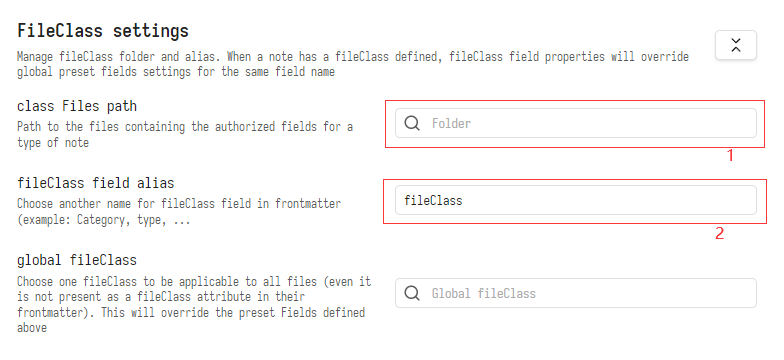 FileClass settings
Manage fileClass folder and alias. When a note has a fileClass defined, fileClass field properties will override
global preset fields settings for the same field name
class Files path
Path to the files containing the authorized fields for a
type of note
Folder
1
fileClass field alias
Choose another name for fileClass field in frontmatter
(example: Category, type, ...
fileClass
2
global fileClass
Choose one fileClass to be applicable to all files (even it
is not present as a fileClass attribute in their
frontmatter). This will override the preset Fields defined
above
Global fileClass